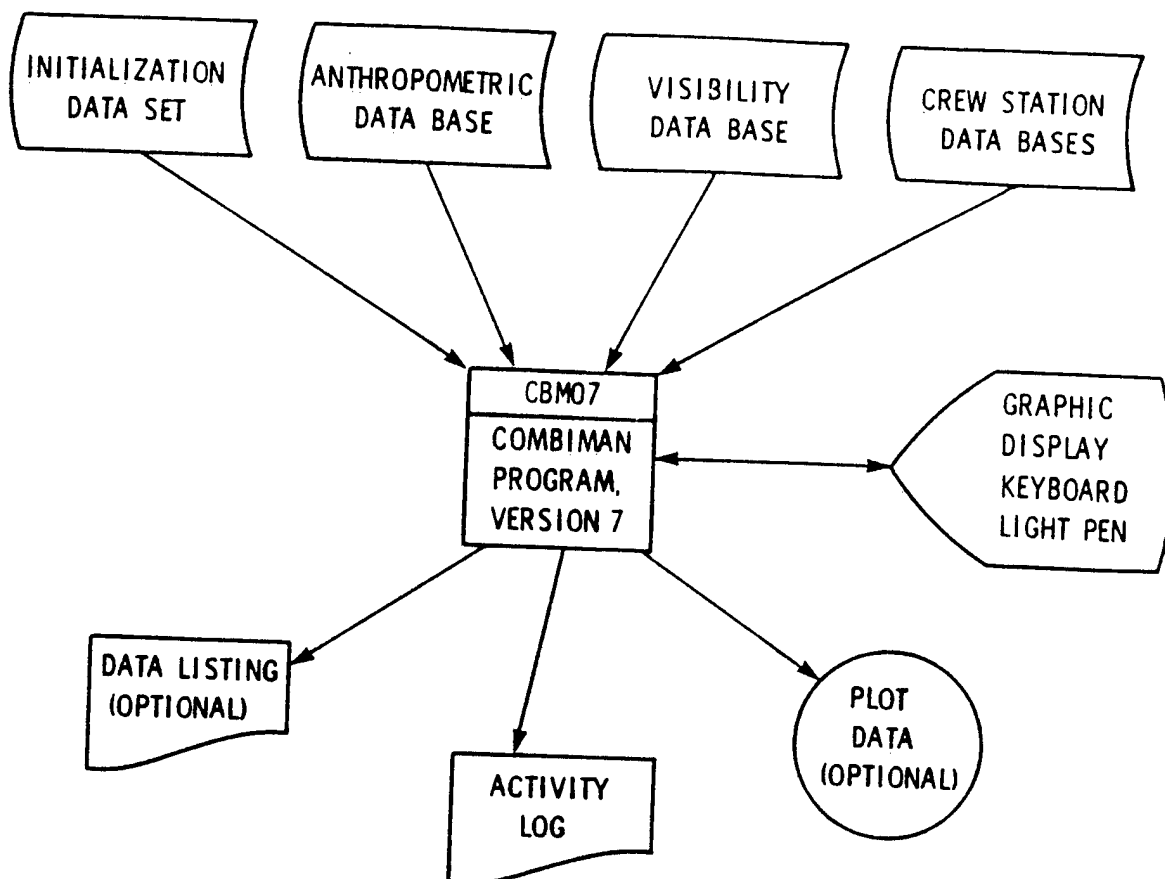 INITIALIZATION
DATA SET
ANTHROPOMETRIC
DATA BASE
VISIBILITY
DATA BASE
CREW STATION
DATA BASES
CBM07
COMBIMAN
PROGRAM,
VERSION 7
GRAPHIC
DISPLAY
KEYBOARD
LIGHT PEN
DATA LISTING
(OPTIONAL)
ACTIVITY
LOG
PLOT
DATA
(OPTIONAL)